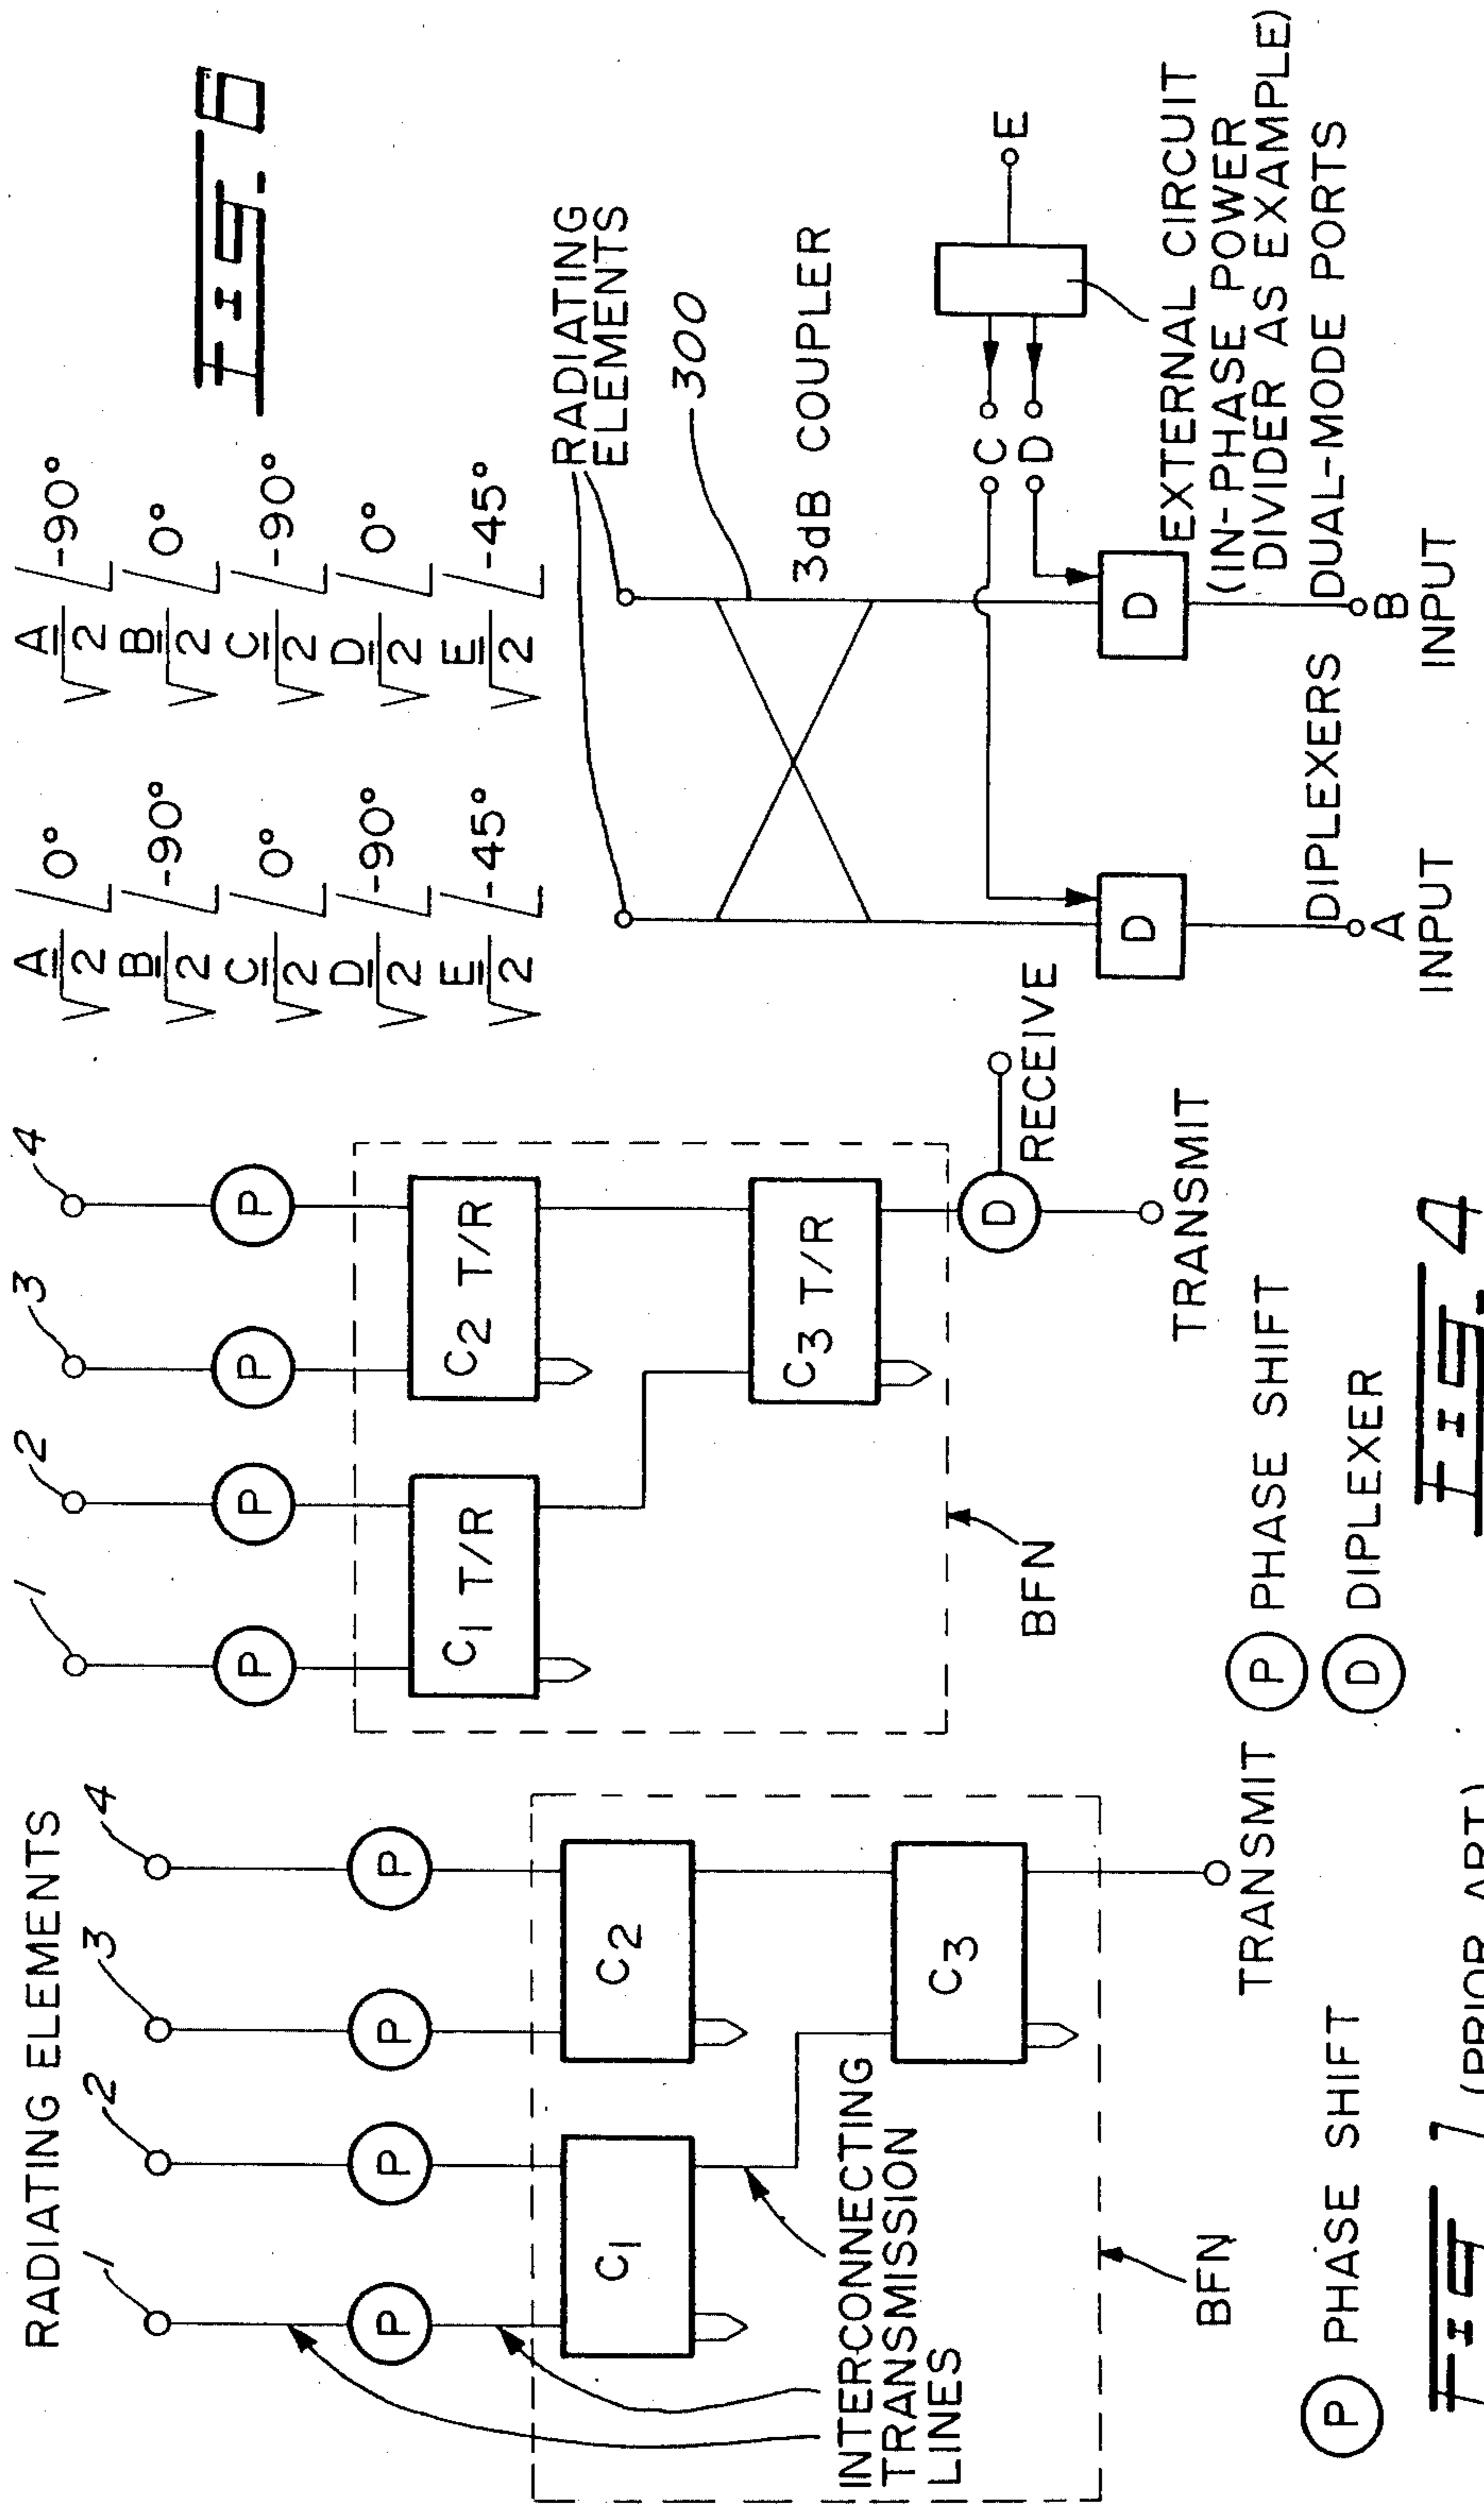 RADIATING ELEMENTS
1
2
3
4
P
P
P
P
C1
C2
C3
INTERCONNECTING
TRANSMISSION
LINES
BFN
TRANSMIT
P PHASE SHIFT
FIG. 1 (PRIOR ART)
1
2
3
4
P
P
P
P
C1 T/R
C2 T/R
C3 T/R
D
RECEIVE
TRANSMIT
BFN
P PHASE SHIFT
D DIPLEXER
FIG. 4
A/√2 ∠0°
B/√2 ∠-90°
C/√2 ∠0°
D/√2 ∠-90°
E/√2 ∠-45°
A/√2 ∠-90°
B/√2 ∠0°
C/√2 ∠-90°
D/√2 ∠0°
E/√2 ∠-45°
RADIATING
ELEMENTS
300
3dB COUPLER
C
D
E
D
D
EXTERNAL CIRCUIT
(IN-PHASE POWER
DIVIDER AS EXAMPLE)
DIPLEXERS
DUAL-MODE PORTS
A
INPUT
B
INPUT